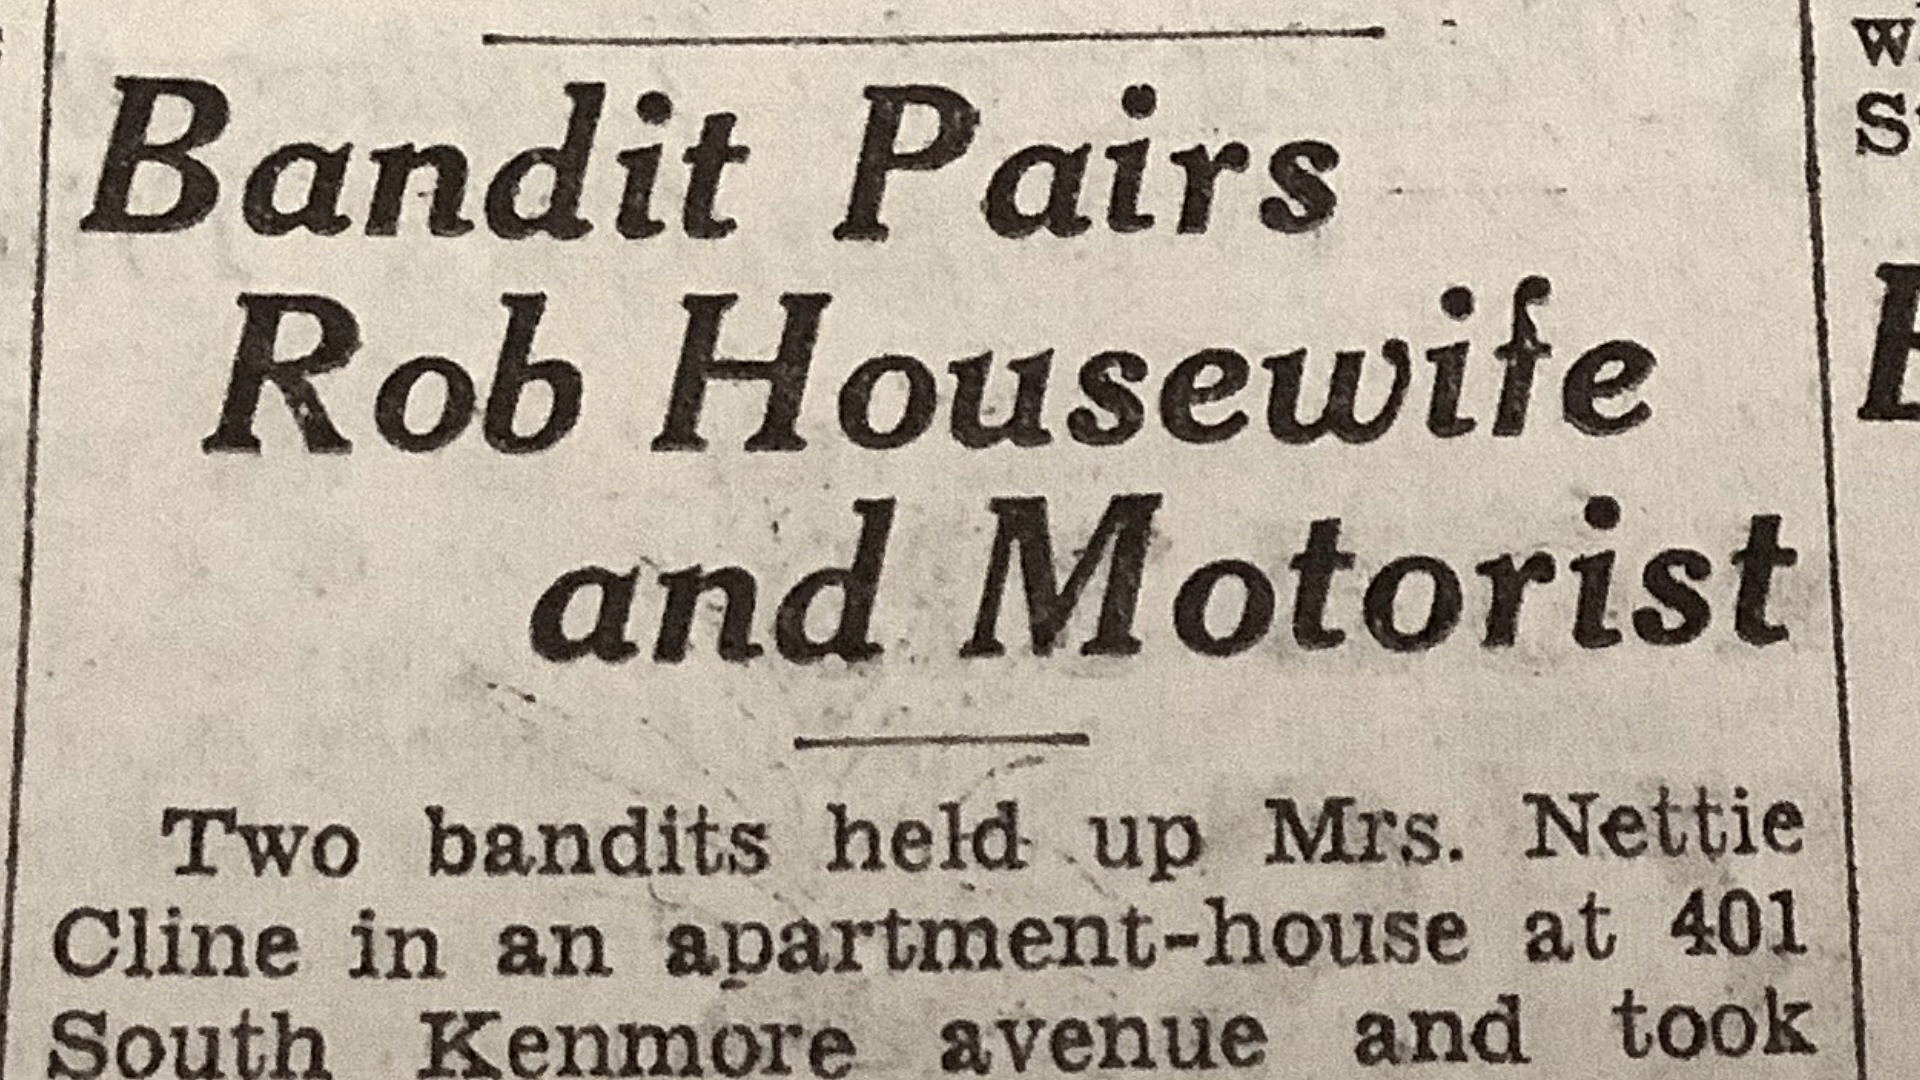 Bandit Pairs
Rob Housewife
and Motorist
Two bandits held up Mrs. Nettie
Cline in an apartment-house at 401
South Kenmore avenue and took